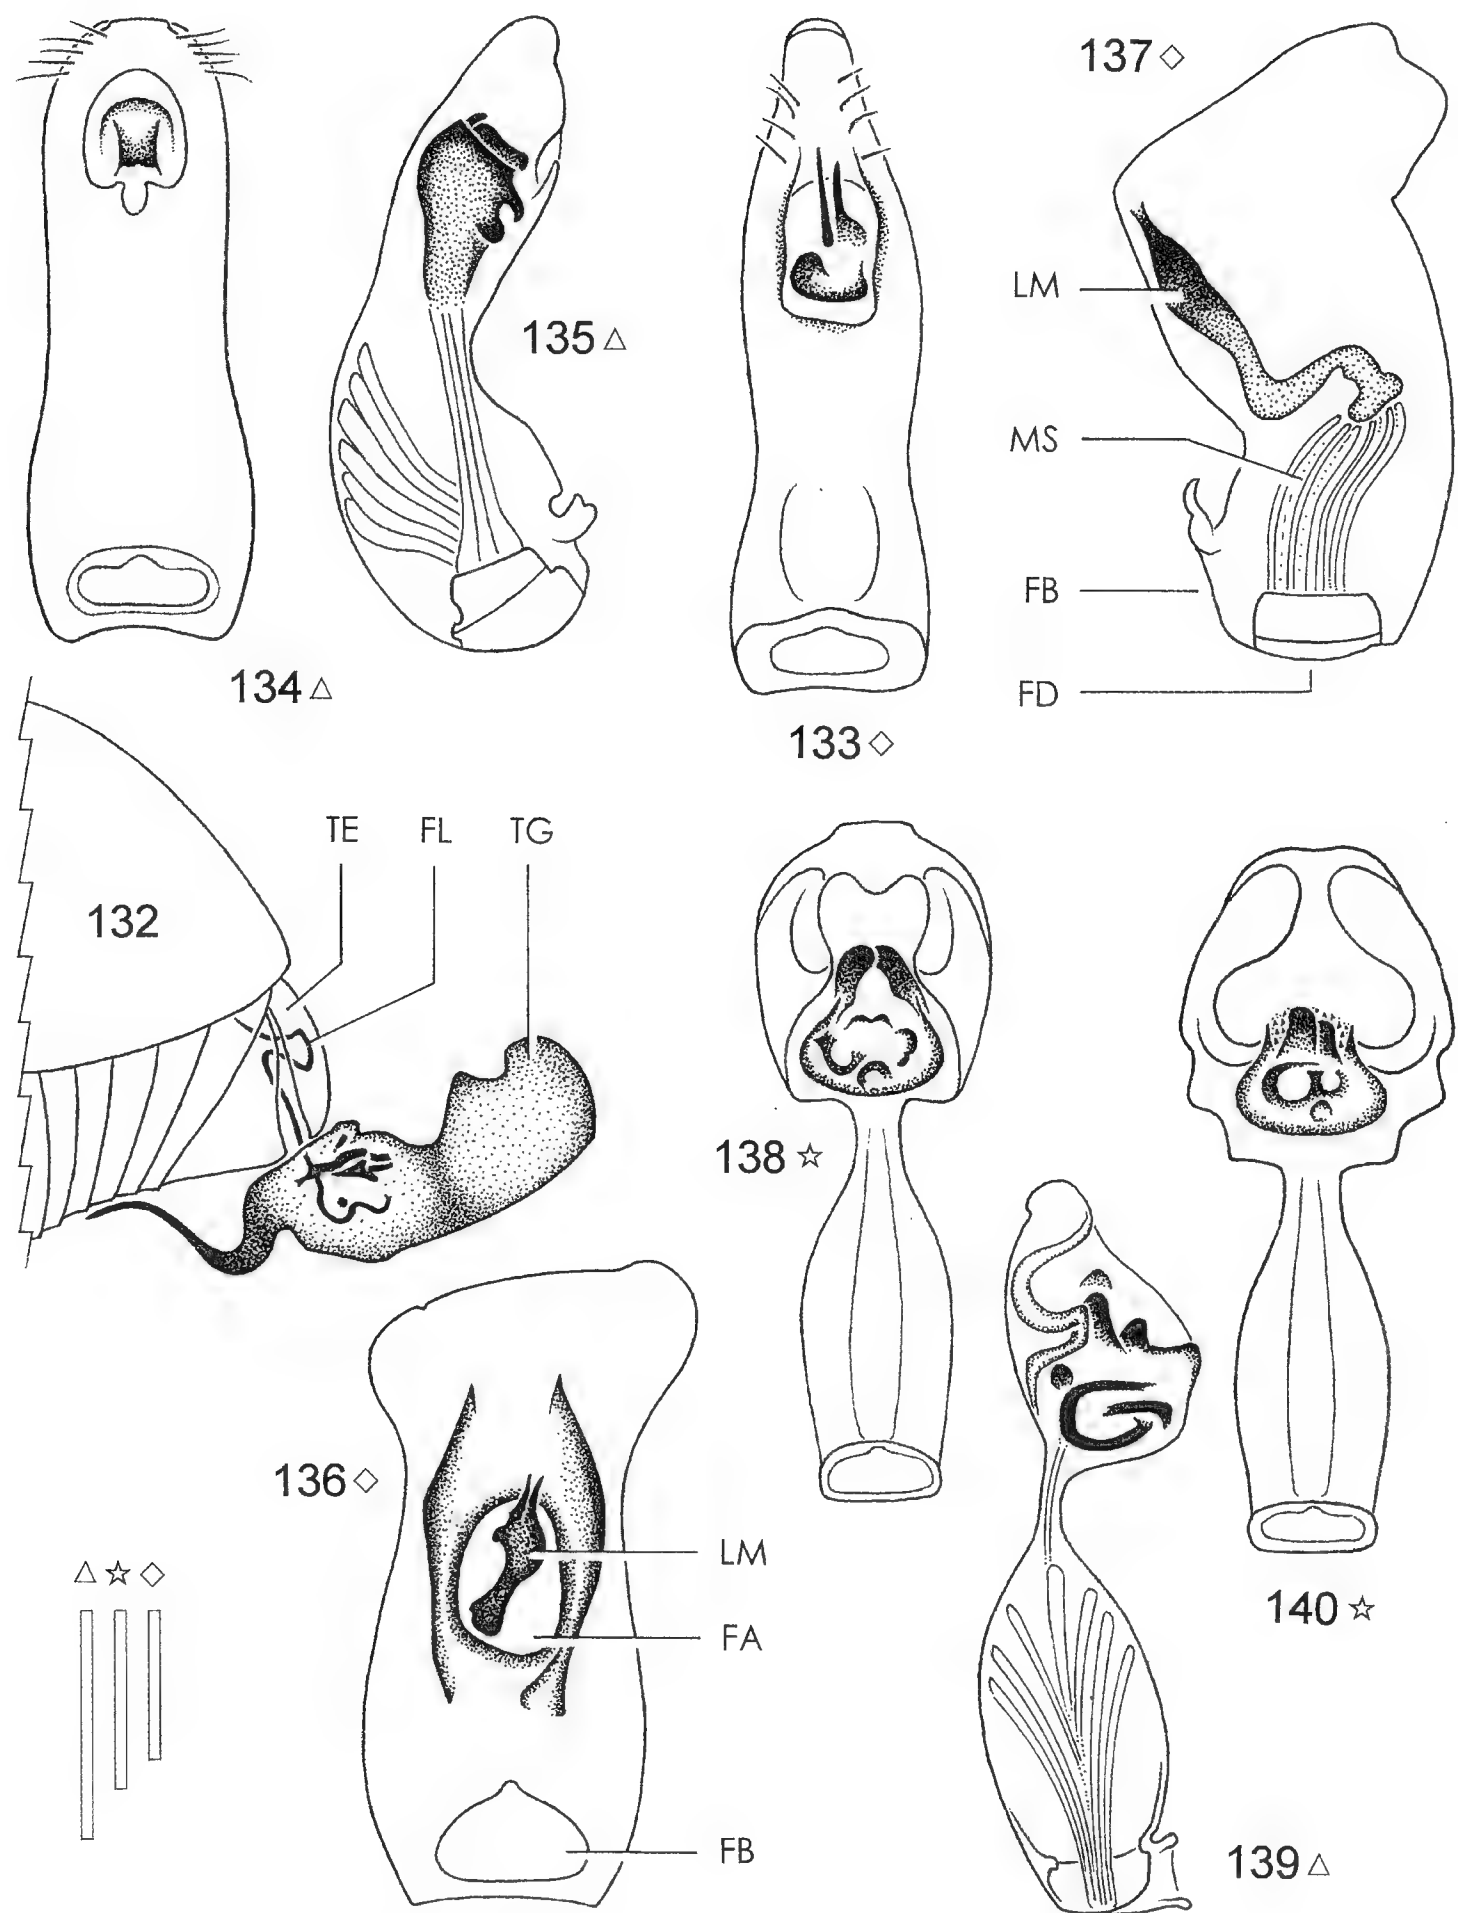 137◇
LM
135△
MS
FB
134△
FD
133◇
TE FL TG
132
138☆
136◇
LM
△☆◇
FA
140☆
FB
139△